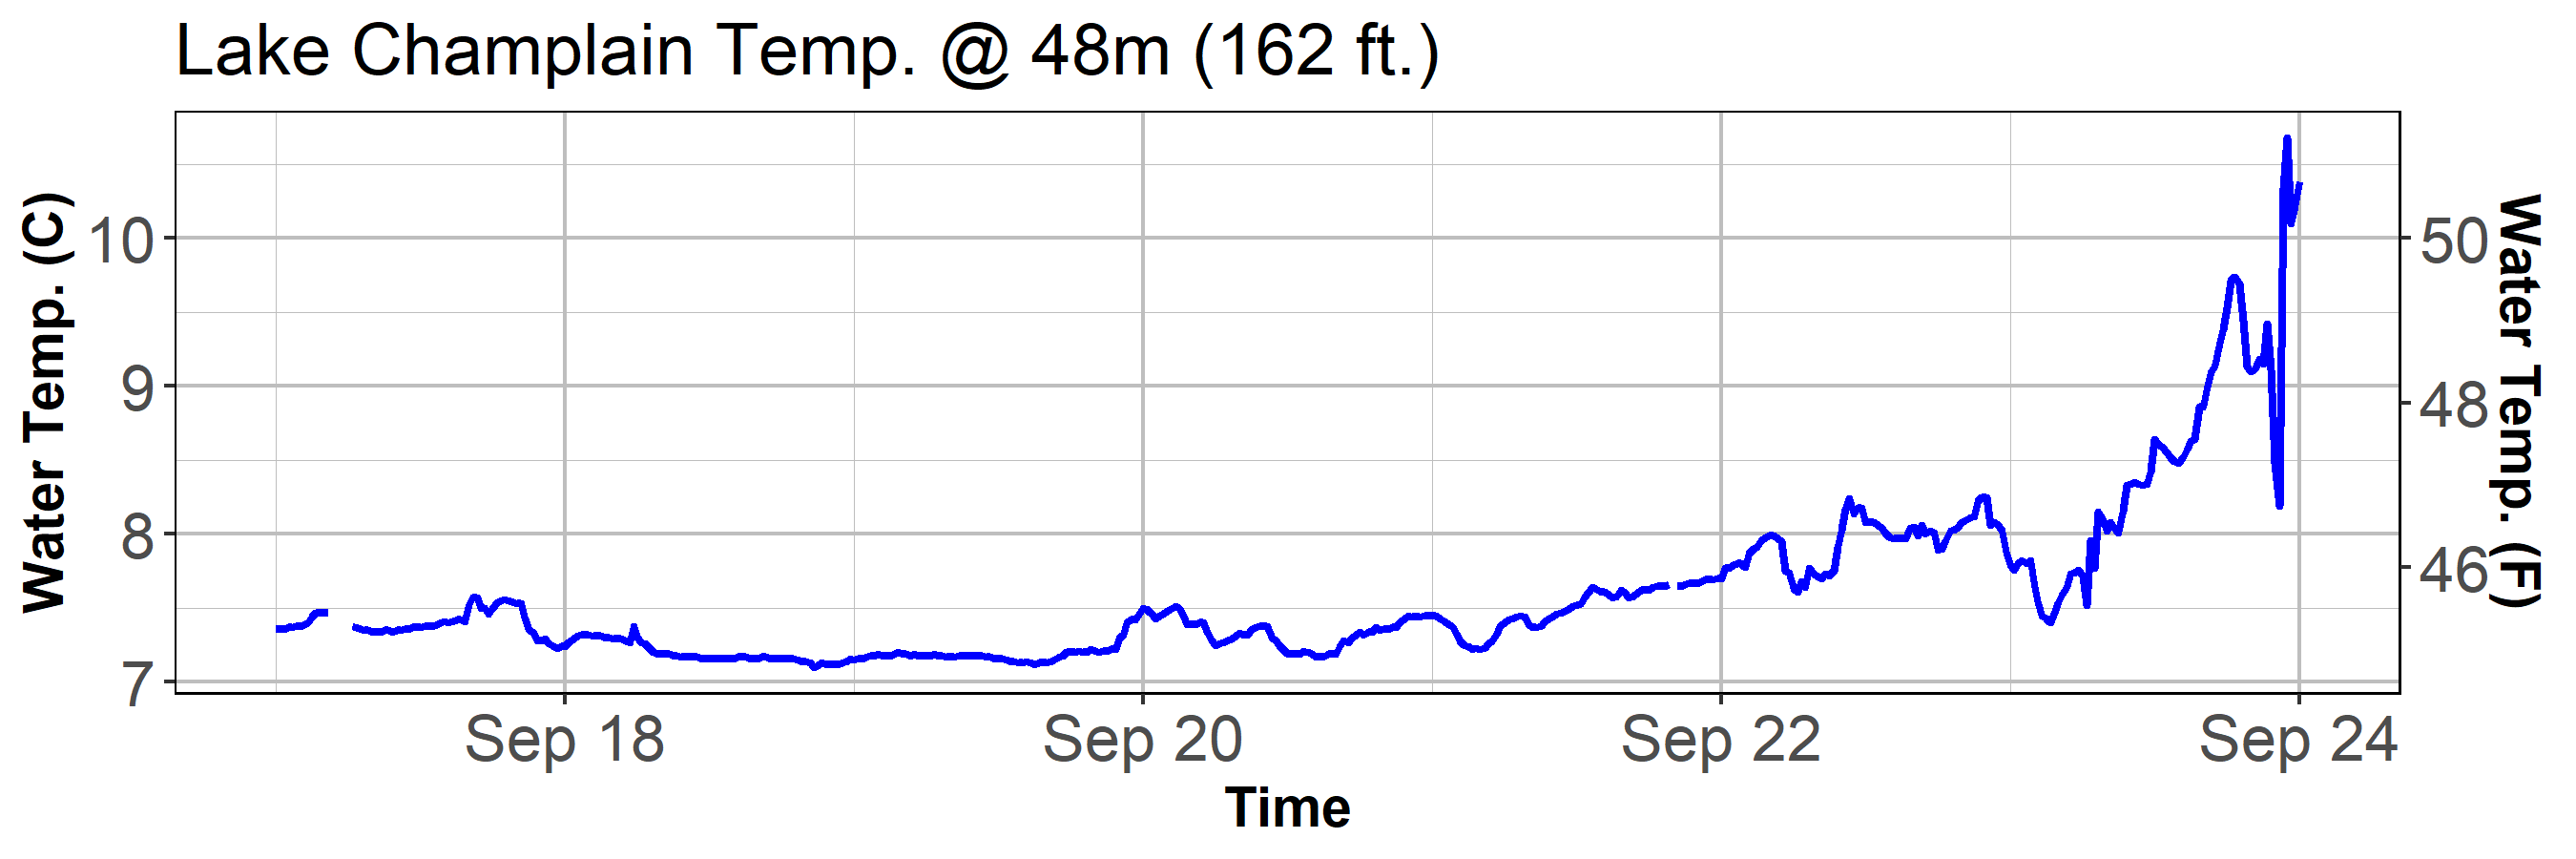 Lake Champlain Temp. @ 48m (162 ft.)
Water Temp. (C)
10
9
8
7
50
48
46
Water Temp. (F)
Sep 18
Sep 20
Sep 22
Sep 24
Time